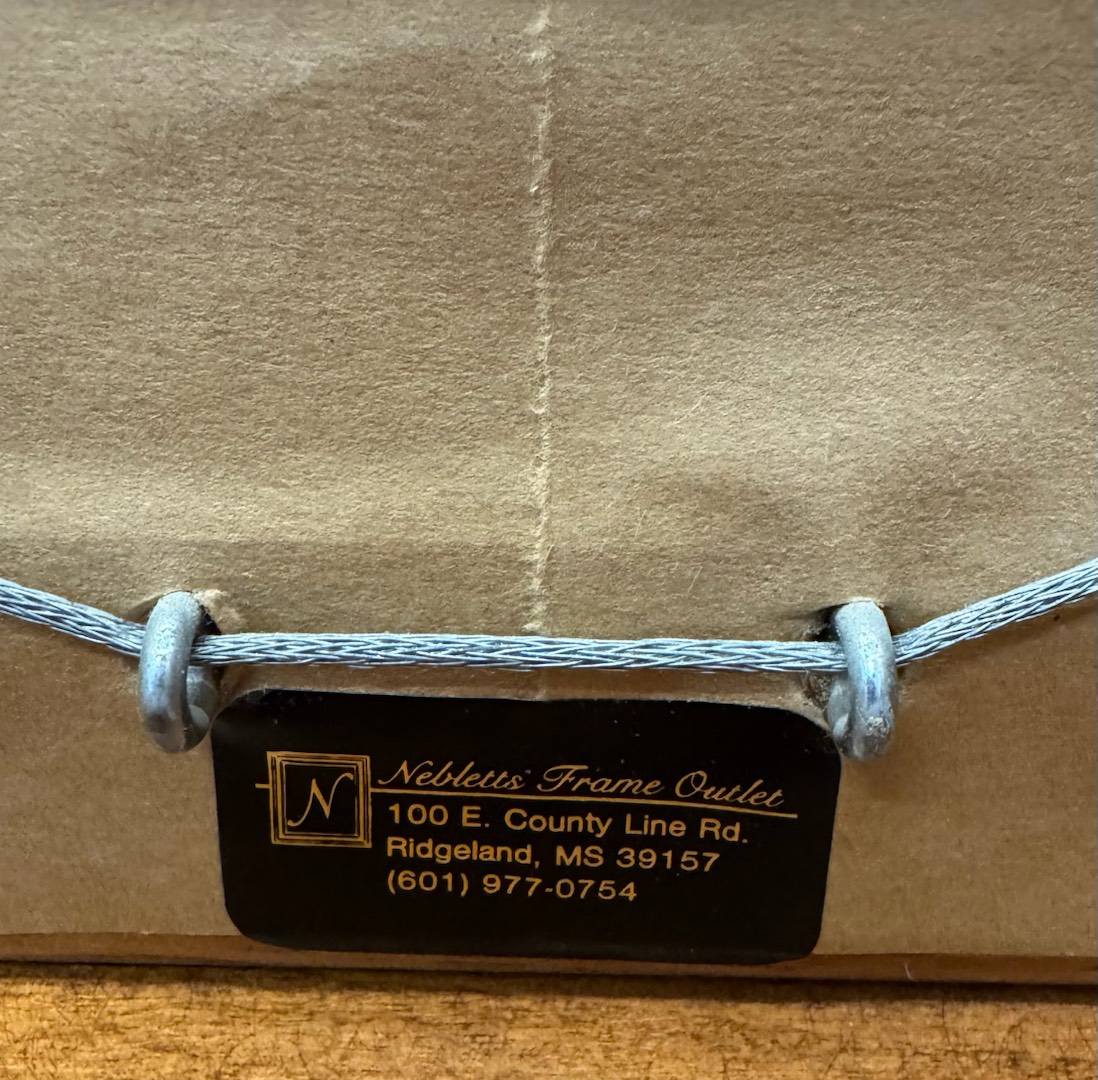 N
Nebletts Frame Outlet
100 E. County Line Rd.
Ridgeland, MS 39157
(601) 977-0754